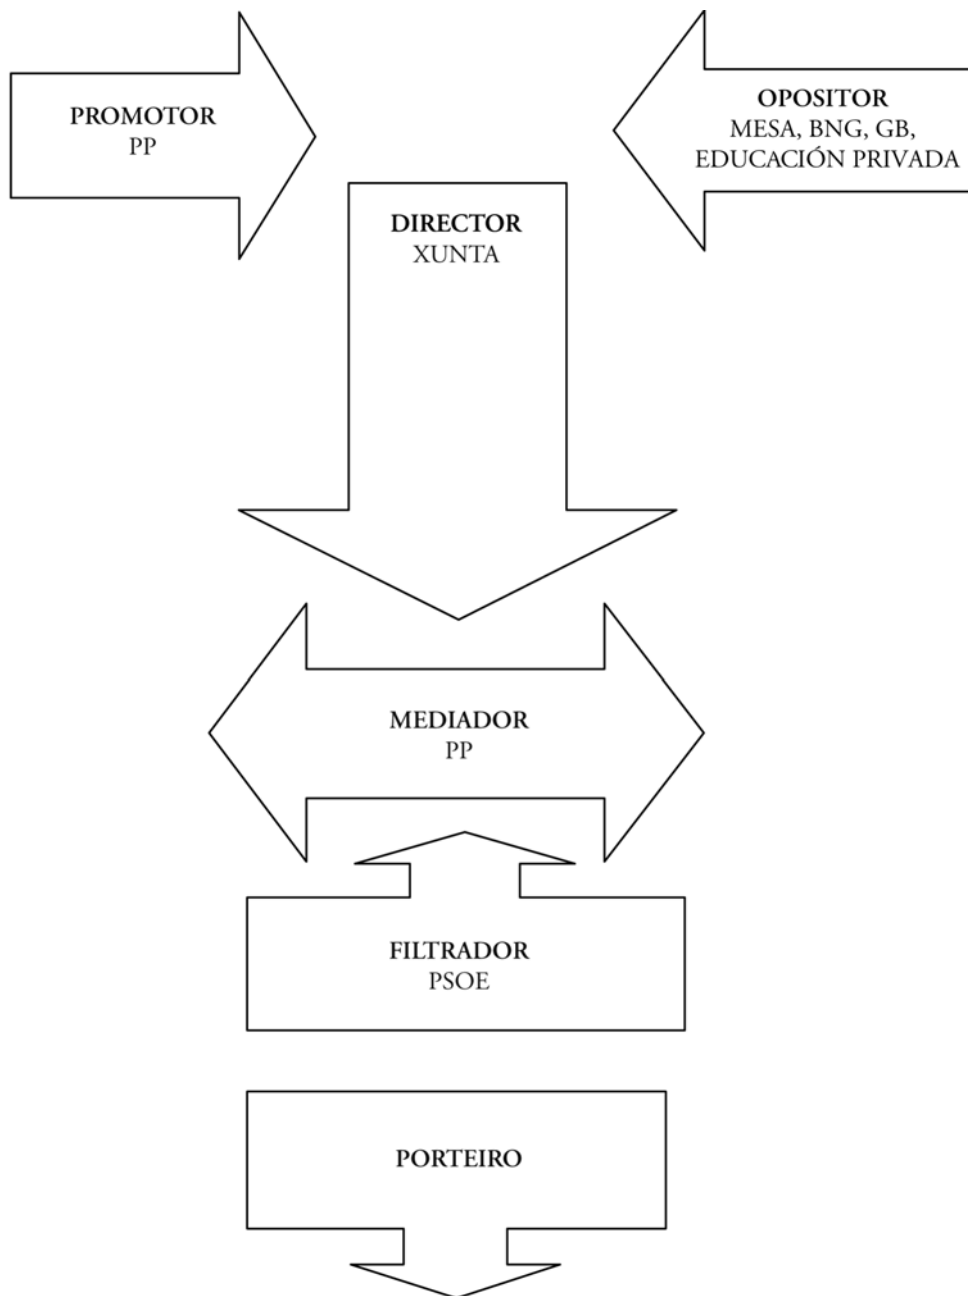 PROMOTOR
PP
OPOSITOR
MESA, BNG, GB,
EDUCACIÓN PRIVADA
DIRECTOR
XUNTA
MEDIADOR
PP
FILTRADOR
PSOE
PORTEIRO